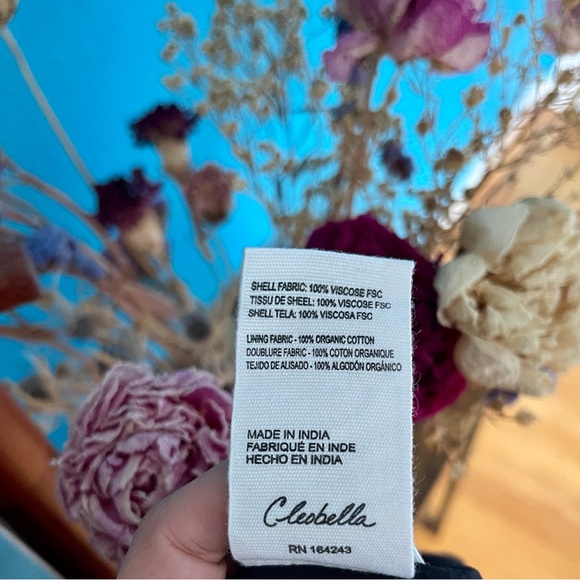 SHELL FABRIC: 100% VISCOSE FSC
TISSU DE SHEEL: 100% VISCOSE FSC
SHELL TELA: 100% VISCOSA FSC
LINING FABRIC - 100% ORGANIC COTTON
DOUBLURE FABRIC - 100% COTON ORGANIQUE
TEJIDO DE ALISADO - 100% ALGODÓN ORGÁNICO
MADE IN INDIA
FABRIQUÉ EN INDE
HECHO EN INDIA
Cleobella
RN 164243